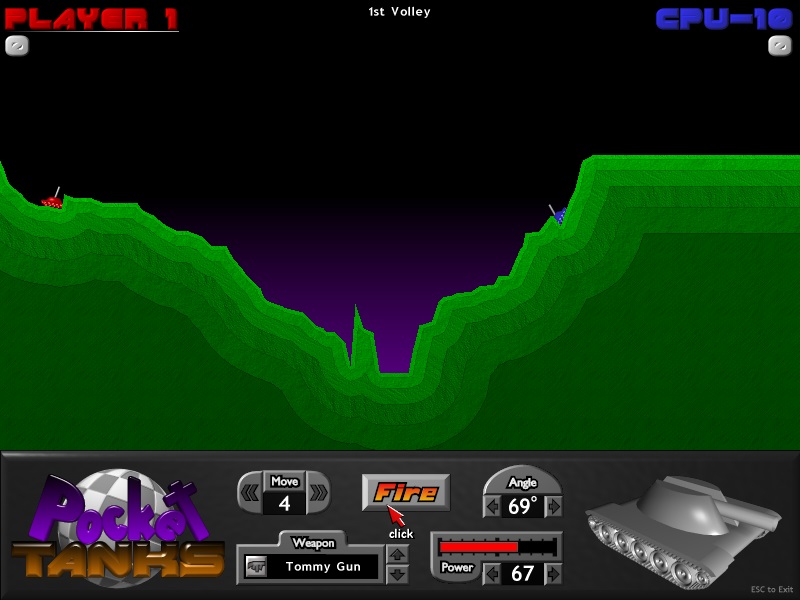 PLAYER 1
1st Volley
CPU-10
Move
4
Fire
click
Angle
69°
Pocket
TANKS
Weapon
Tommy Gun
Power
67
ESC to Exit